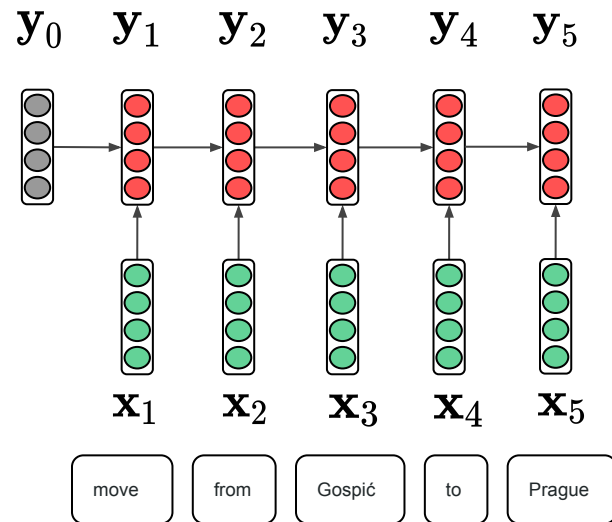 y₀ y₁ y₂ y₃ y₄ y₅
x₁ x₂ x₃ x₄ x₅
move from Gospić to Prague